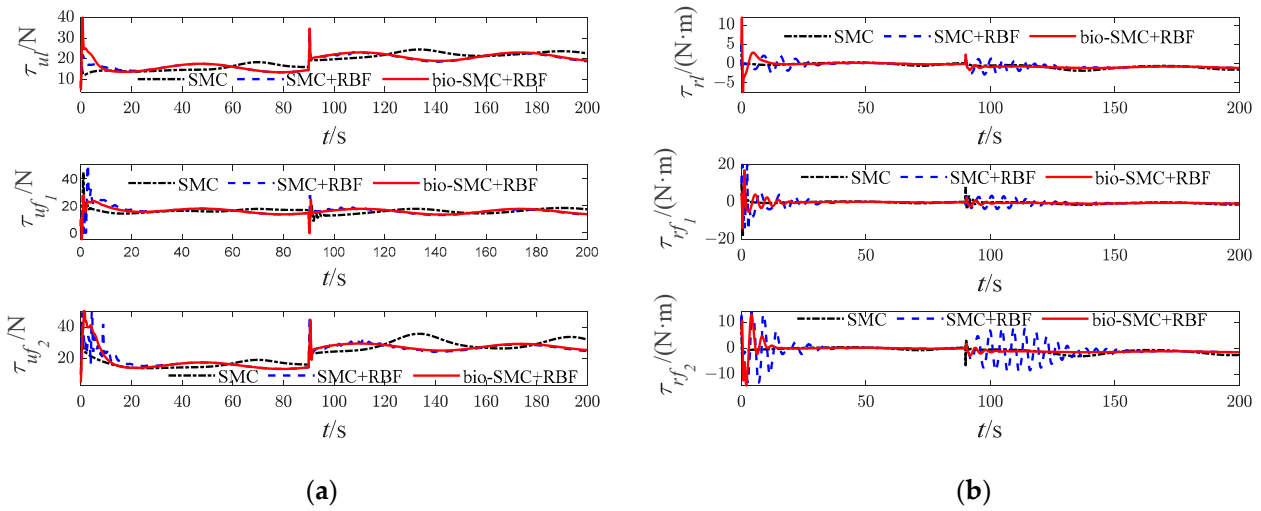 τul/N
40
30
20
10
SMC SMC+RBF bio-SMC+RBF
0 20 40 60 80 100 120 140 160 180 200
t/s
τuf1/N
40
20
0
SMC SMC+RBF bio-SMC+RBF
0 20 40 60 80 100 120 140 160 180 200
t/s
τuf2/N
40
20
SMC SMC+RBF bio-SMC+RBF
0 20 40 60 80 100 120 140 160 180 200
t/s
(a)
τrl/(N·m)
10
5
0
−5
SMC SMC+RBF bio-SMC+RBF
0 50 100 150 200
t/s
τrf1/(N·m)
20
0
−20
SMC SMC+RBF bio-SMC+RBF
0 50 100 150 200
t/s
τrf2/(N·m)
10
0
−10
SMC SMC+RBF bio-SMC+RBF
0 50 100 150 200
t/s
(b)